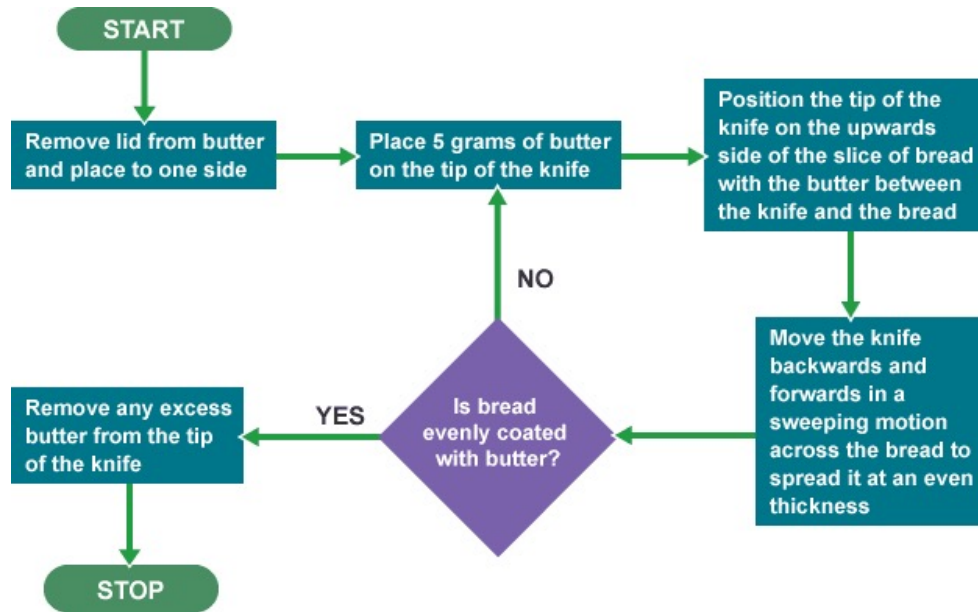 START
Remove lid from butter
and place to one side
Place 5 grams of butter
on the tip of the knife
Position the tip of the
knife on the upwards
side of the slice of bread
with the butter between
the knife and the bread
Move the knife
backwards and
forwards in a
sweeping motion
across the bread to
spread it at an even
thickness
Is bread
evenly coated
with butter?
NO
YES
Remove any excess
butter from the tip
of the knife
STOP